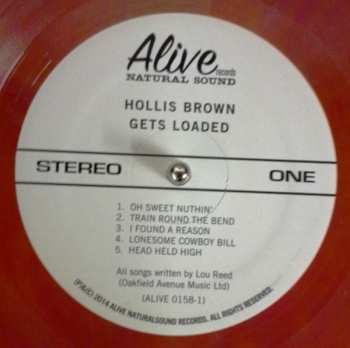 Alive
records
NATURAL SOUND
HOLLIS BROWN
GETS LOADED
STEREO ONE
1. OH SWEET NUTHIN'
2. TRAIN ROUND THE BEND
3. I FOUND A REASON
4. LONESOME COWBOY BILL
5. HEAD HELD HIGH
All songs written by Lou Reed
(Oakfield Avenue Music Ltd)
(ALIVE 0158-1)
(P)&(C) 2014 ALIVE NATURALSOUND RECORDS. ALL RIGHTS RESERVED.